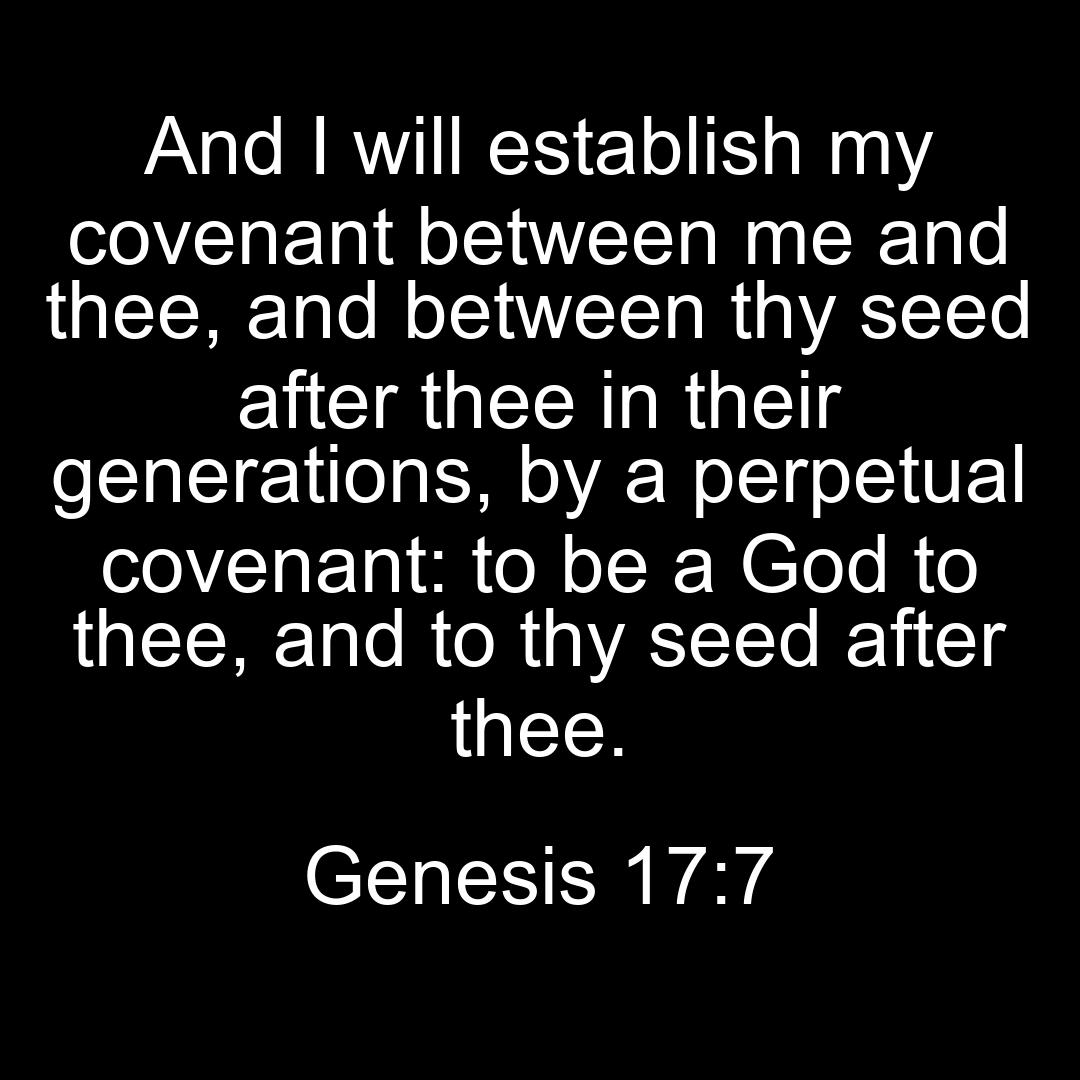 And I will establish my
covenant between me and
thee, and between thy seed
after thee in their
generations, by a perpetual
covenant: to be a God to
thee, and to thy seed after
thee.
Genesis 17:7